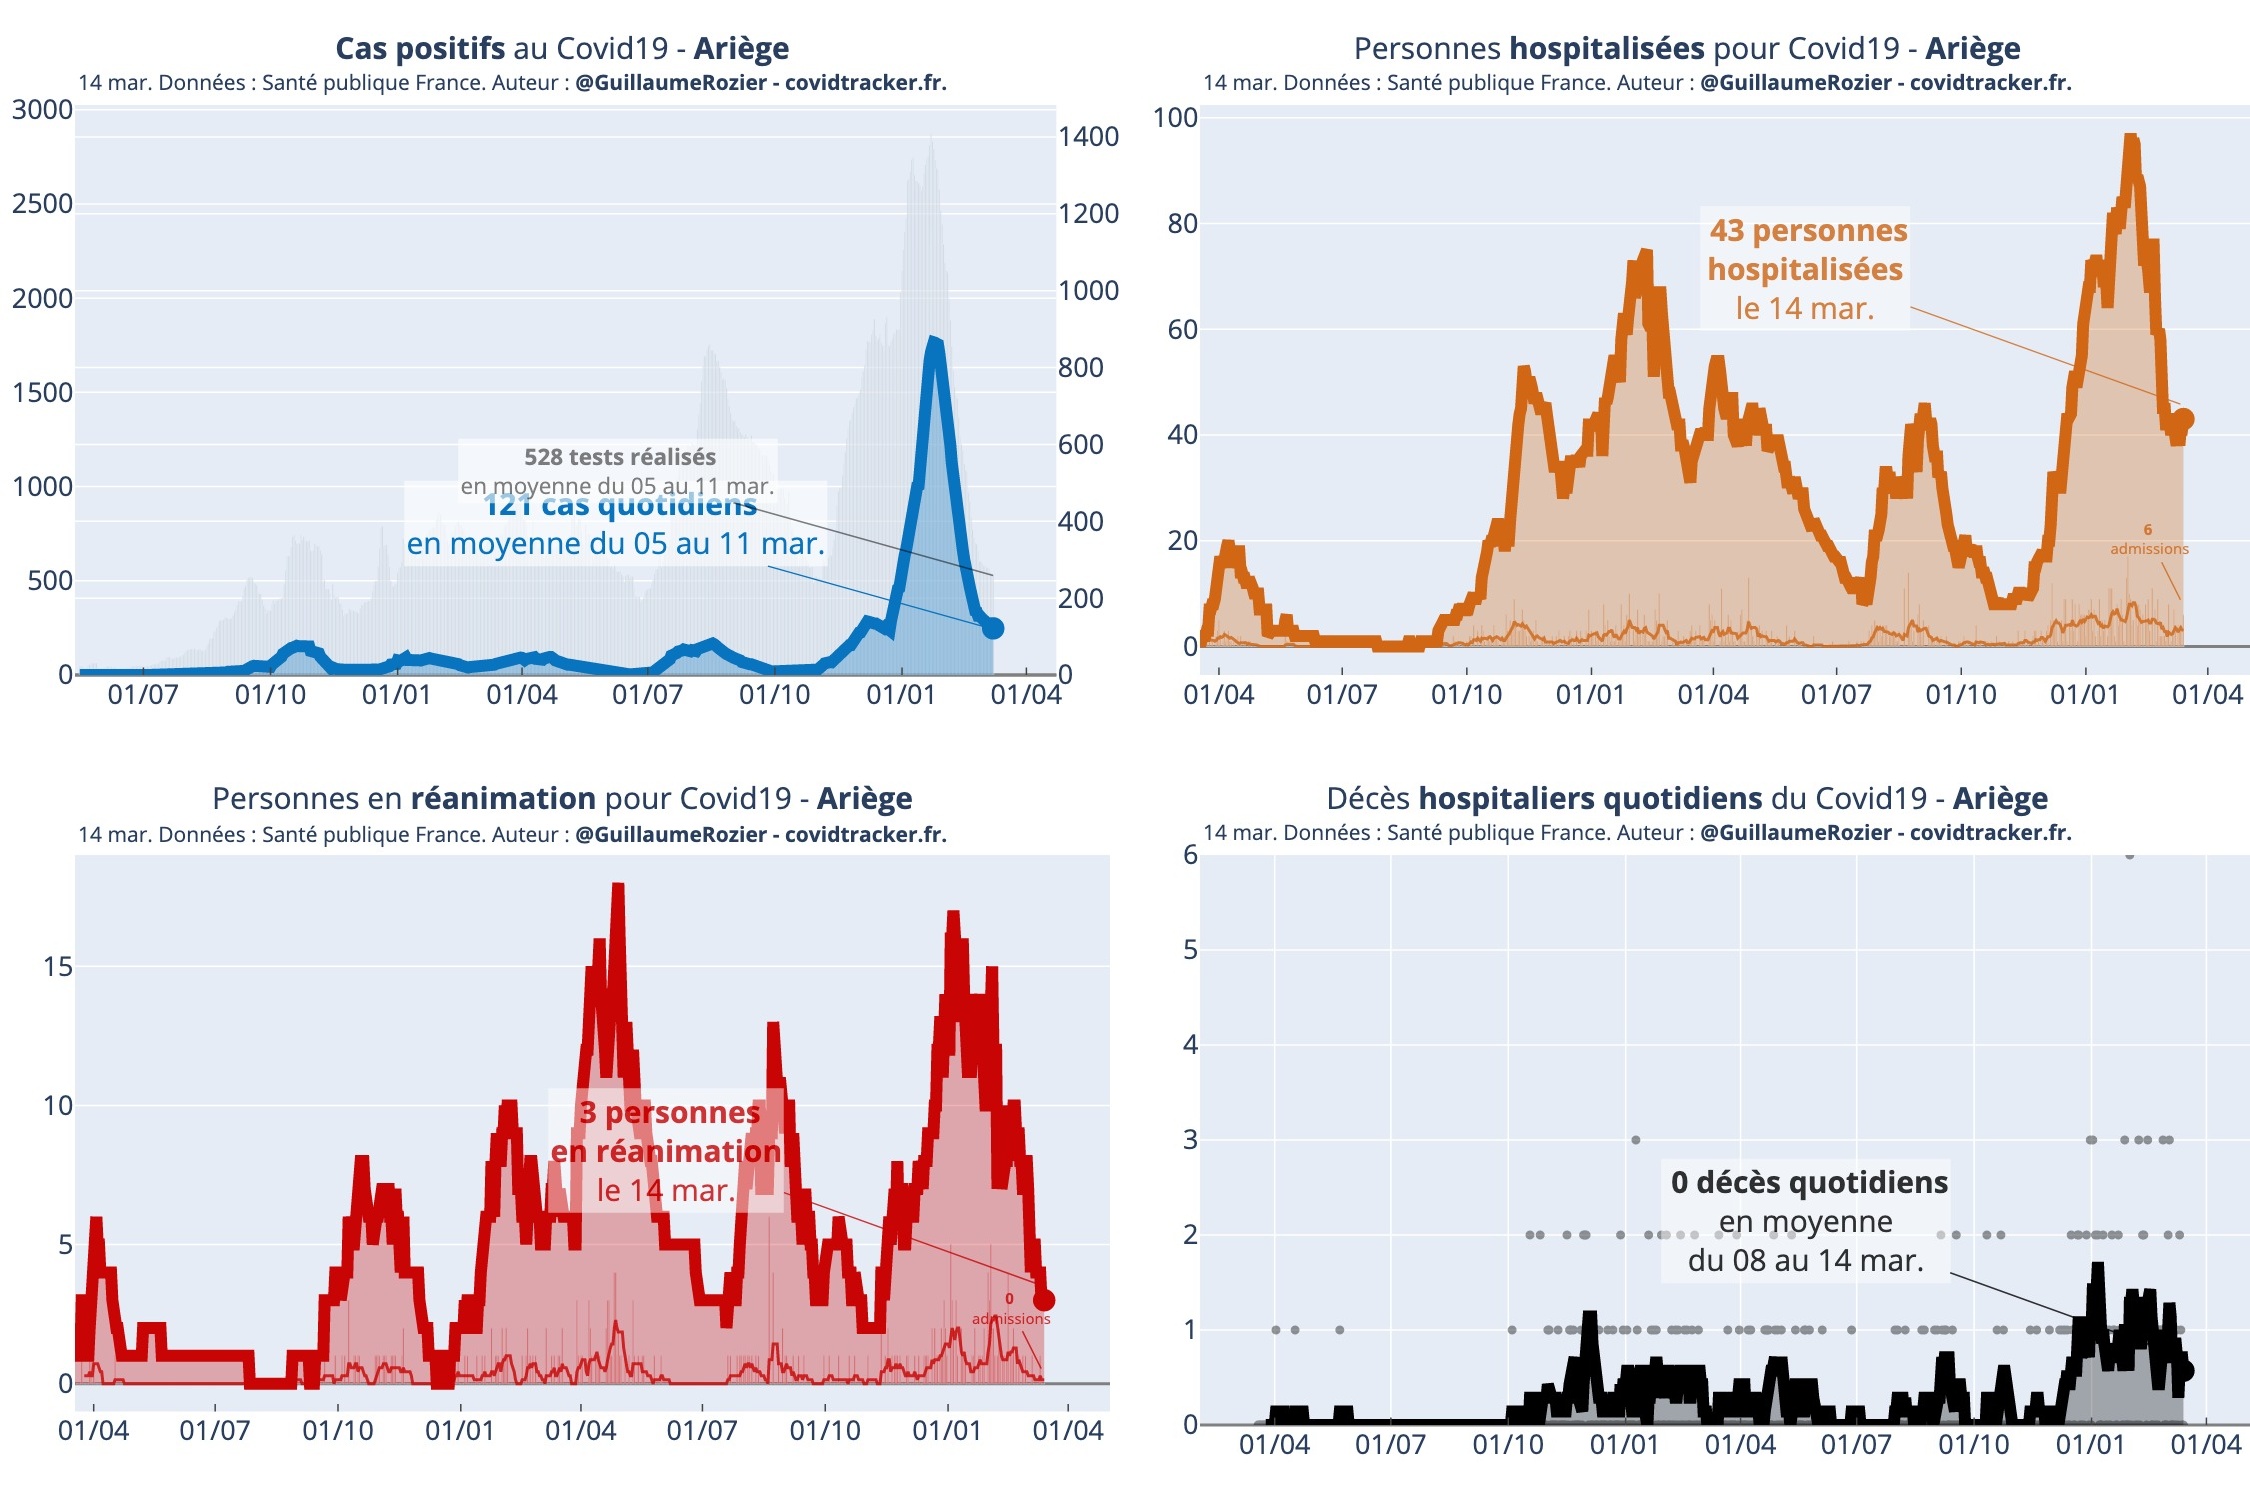 Cas positifs au Covid19 - Ariège
14 mar. Données : Santé publique France. Auteur : @GuillaumeRozier - covidtracker.fr.
3000
2500
2000
1500
1000
500
0
1400
1200
1000
800
600
400
200
0
528 tests réalisés
en moyenne du 05 au 11 mar.
121 cas quotidiens
en moyenne du 05 au 11 mar.
01/07 01/10 01/01 01/04 01/07 01/10 01/01 01/04
Personnes hospitalisées pour Covid19 - Ariège
14 mar. Données : Santé publique France. Auteur : @GuillaumeRozier - covidtracker.fr.
100
80
60
40
20
0
43 personnes
hospitalisées
le 14 mar.
6
admissions
01/04 01/07 01/10 01/01 01/04 01/07 01/10 01/01 01/04
Personnes en réanimation pour Covid19 - Ariège
14 mar. Données : Santé publique France. Auteur : @GuillaumeRozier - covidtracker.fr.
15
10
5
0
3 personnes
en réanimation
le 14 mar.
0
admissions
01/04 01/07 01/10 01/01 01/04 01/07 01/10 01/01 01/04
Décès hospitaliers quotidiens du Covid19 - Ariège
14 mar. Données : Santé publique France. Auteur : @GuillaumeRozier - covidtracker.fr.
6
5
4
3
2
1
0
0 décès quotidiens
en moyenne
du 08 au 14 mar.
01/04 01/07 01/10 01/01 01/04 01/07 01/10 01/01 01/04